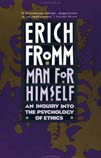 ERICH
FROMM
MAN FOR
HIMSELF
AN INQUIRY INTO
THE PSYCHOLOGY
OF ETHICS